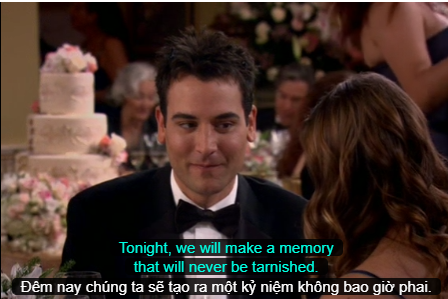 Tonight, we will make a memory
that will never be tarnished.
Đêm nay chúng ta sẽ tạo ra một kỷ niệm không bao giờ phai.